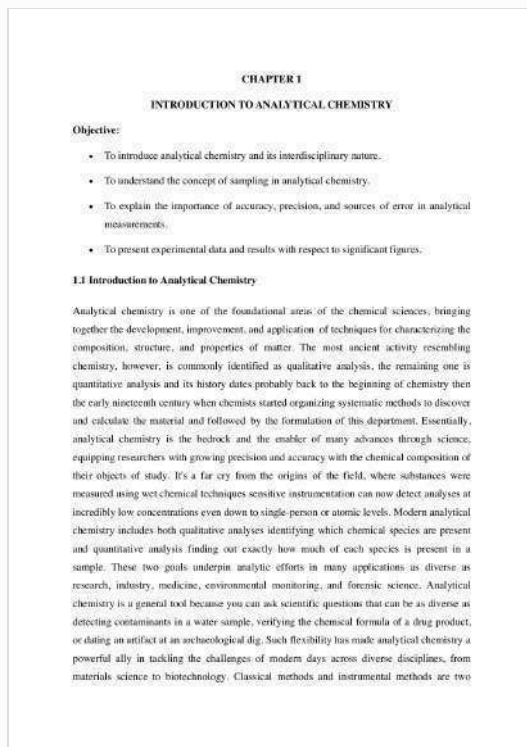 CHAPTER 1
INTRODUCTION TO ANALYTICAL CHEMISTRY
Objective:
• To introduce analytical chemistry and its interdisciplinary nature.
• To understand the concept of sampling in analytical chemistry.
• To explain the importance of accuracy, precision, and sources of error in analytical
measurements.
• To present experimental data and results with respect to significant figures.
1.1 Introduction to Analytical Chemistry
Analytical chemistry is one of the foundational areas of the chemical sciences, bringing
together the development, improvement, and application of techniques for characterizing the
composition, structure, and properties of matter. The most ancient activity resembling
chemistry, however, is commonly identified as qualitative analysis, the remaining one is
quantitative analysis and its history dates probably back to the beginning of chemistry then
the early nineteenth century when chemists started organizing systematic methods to discover
and calculate the material and followed by the formulation of this department. Essentially,
analytical chemistry is the bedrock and the enabler of many advances through science,
equipping researchers with growing precision and accuracy with the chemical composition of
their objects of study. It's a far cry from the origins of the field, where substances were
measured using wet chemical techniques sensitive instrumentation can now detect analyses at
incredibly low concentrations even down to single-person or atomic levels. Modern analytical
chemistry includes both qualitative analyses identifying which chemical species are present
and quantitative analysis finding out exactly how much of each species is present in a
sample. These two goals underpin analytic efforts in many applications as diverse as
research, industry, medicine, environmental monitoring, and forensic science. Analytical
chemistry is a general tool because you can ask scientific questions that can be as diverse as
detecting contaminants in a water sample, verifying the chemical formula of a drug product,
or dating an artifact at an archaeological dig. Such flexibility has made analytical chemistry a
powerful ally in tackling the challenges of modern days across diverse disciplines, from
materials science to biotechnology. Classical methods and instrumental methods are two